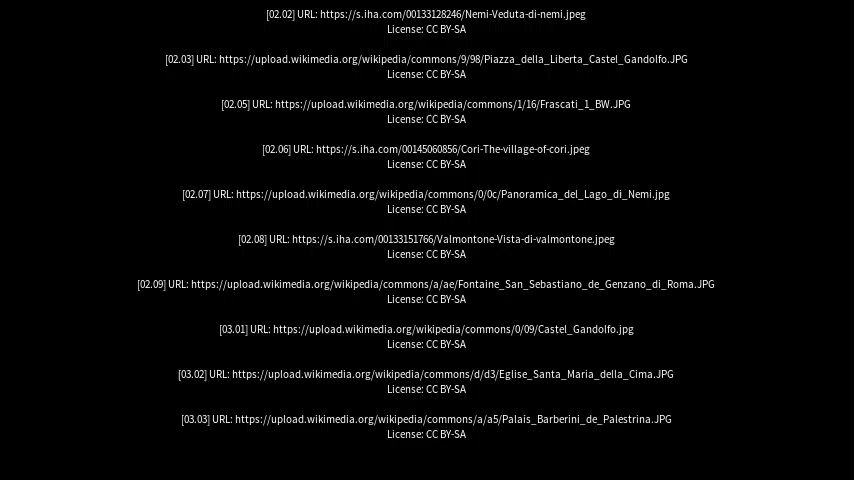 [02.02] URL: https://s.iha.com/00133128246/Nemi-Veduta-di-nemi.jpeg
License: CC BY-SA
[02.03] URL: https://upload.wikimedia.org/wikipedia/commons/9/98/Piazza_della_Liberta_Castel_Gandolfo.JPG
License: CC BY-SA
[02.05] URL: https://upload.wikimedia.org/wikipedia/commons/1/16/Frascati_1_BW.JPG
License: CC BY-SA
[02.06] URL: https://s.iha.com/00145060856/Cori-The-village-of-cori.jpeg
License: CC BY-SA
[02.07] URL: https://upload.wikimedia.org/wikipedia/commons/0/0c/Panoramica_del_Lago_di_Nemi.jpg
License: CC BY-SA
[02.08] URL: https://s.iha.com/00133151766/Valmontone-Vista-di-valmontone.jpeg
License: CC BY-SA
[02.09] URL: https://upload.wikimedia.org/wikipedia/commons/a/ae/Fontaine_San_Sebastiano_de_Genzano_di_Roma.JPG
License: CC BY-SA
[03.01] URL: https://upload.wikimedia.org/wikipedia/commons/0/09/Castel_Gandolfo.jpg
License: CC BY-SA
[03.02] URL: https://upload.wikimedia.org/wikipedia/commons/d/d3/Eglise_Santa_Maria_della_Cima.JPG
License: CC BY-SA
[03.03] URL: https://upload.wikimedia.org/wikipedia/commons/a/a5/Palais_Barberini_de_Palestrina.JPG
License: CC BY-SA